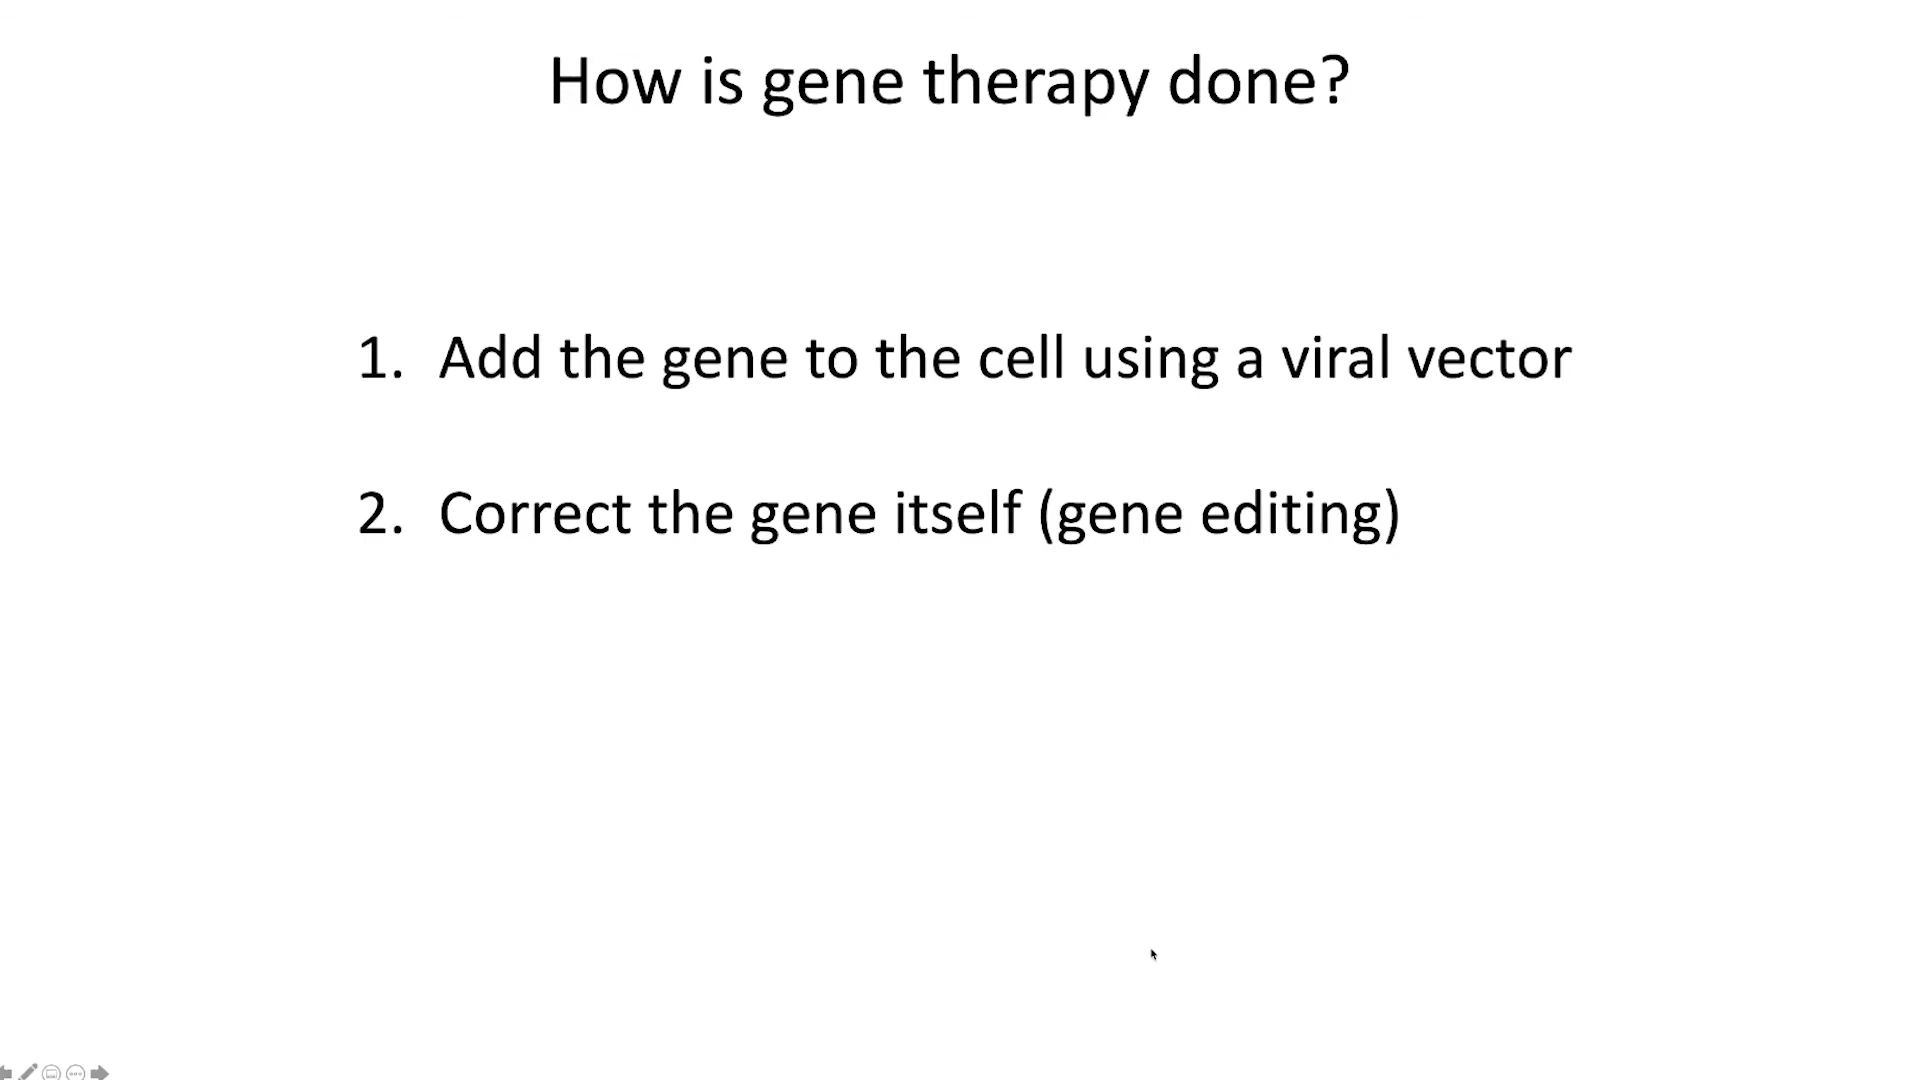 How is gene therapy done?
1. Add the gene to the cell using a viral vector
2. Correct the gene itself (gene editing)